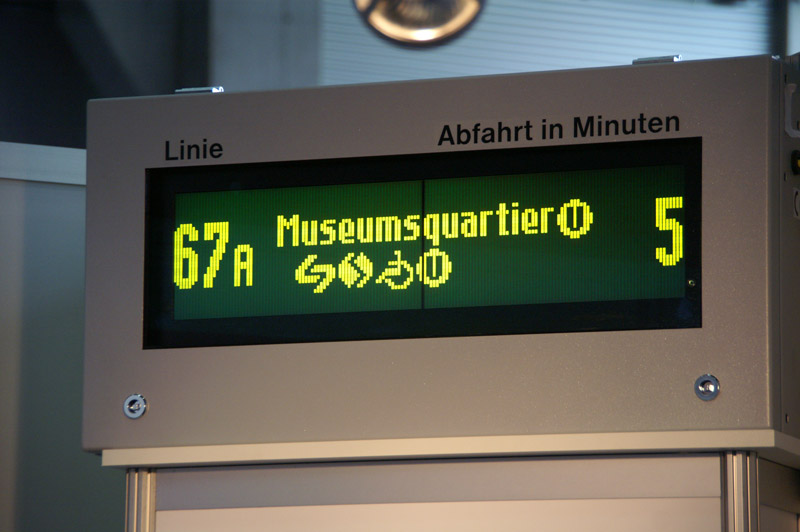 Linie Abfahrt in Minuten
67A Museumsquartier 5